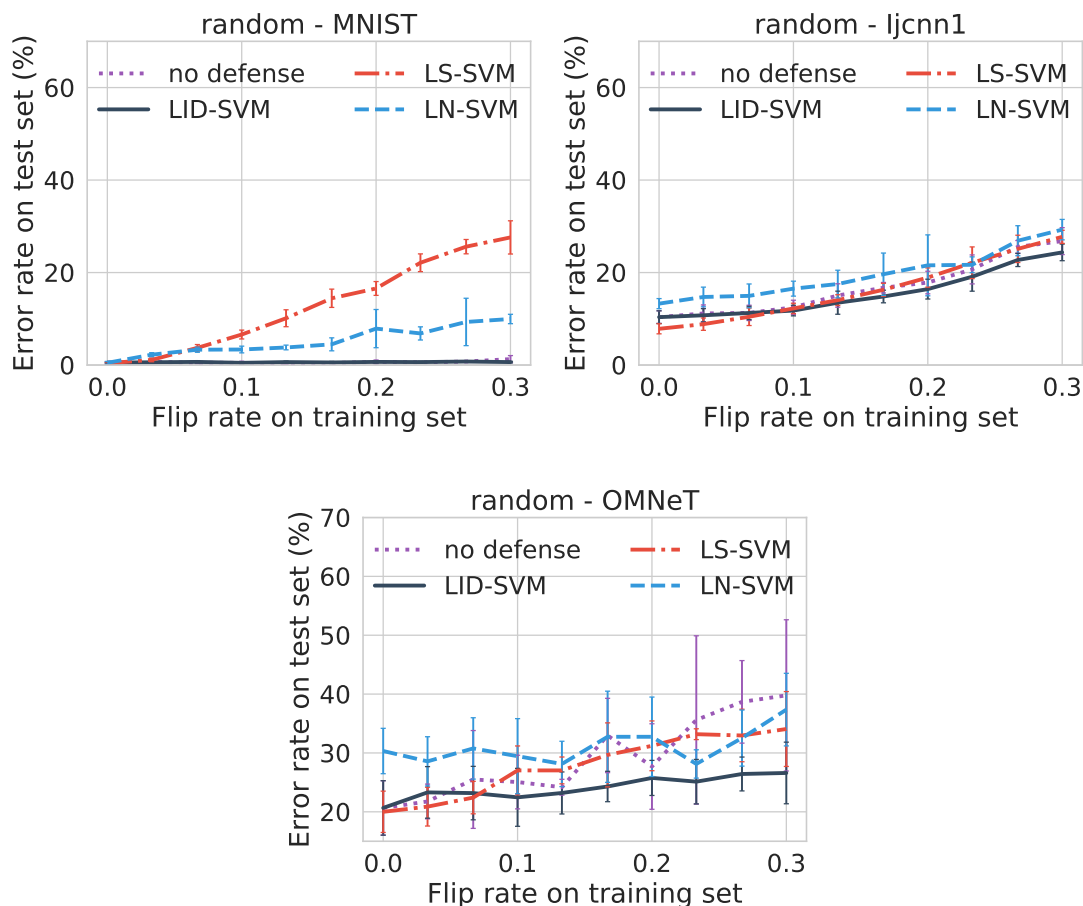 random - MNIST
Error rate on test set (%)
60
40
20
0
no defense
LS-SVM
LID-SVM
LN-SVM
0.0
0.1
0.2
0.3
Flip rate on training set
random - Ijcnn1
Error rate on test set (%)
60
40
20
0
no defense
LS-SVM
LID-SVM
LN-SVM
0.0
0.1
0.2
0.3
Flip rate on training set
random - OMNeT
Error rate on test set (%)
70
60
50
40
30
20
no defense
LS-SVM
LID-SVM
LN-SVM
0.0
0.1
0.2
0.3
Flip rate on training set